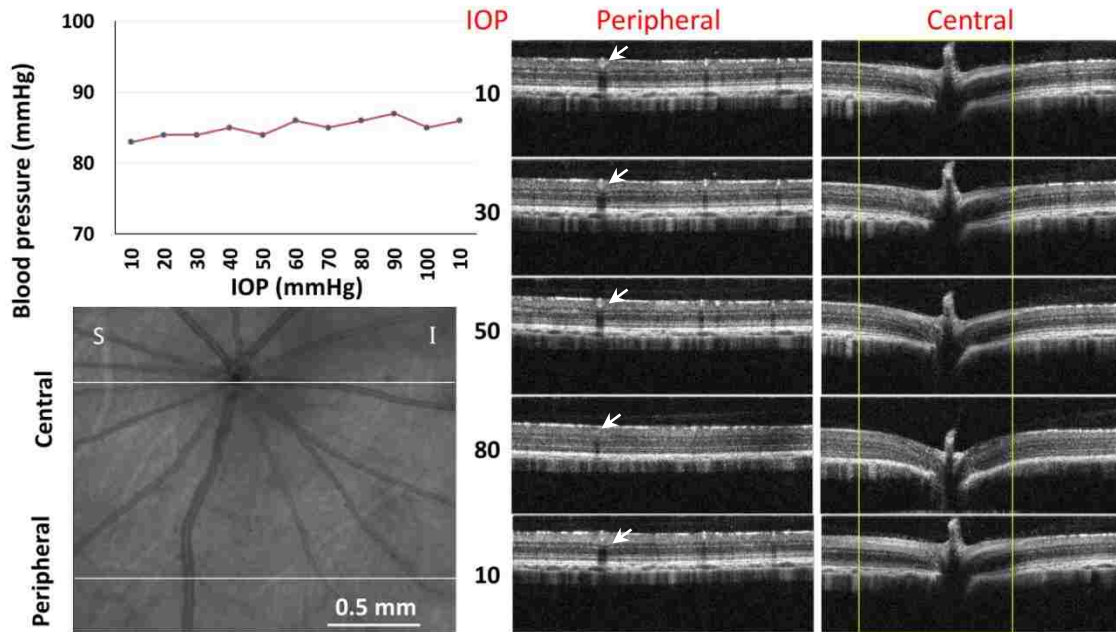 100
90
80
70
Blood pressure (mmHg)
10 20 30 40 50 60 70 80 90 100 10
IOP (mmHg)
S I
Central
Peripheral
0.5 mm
IOP Peripheral Central
10
30
50
80
10